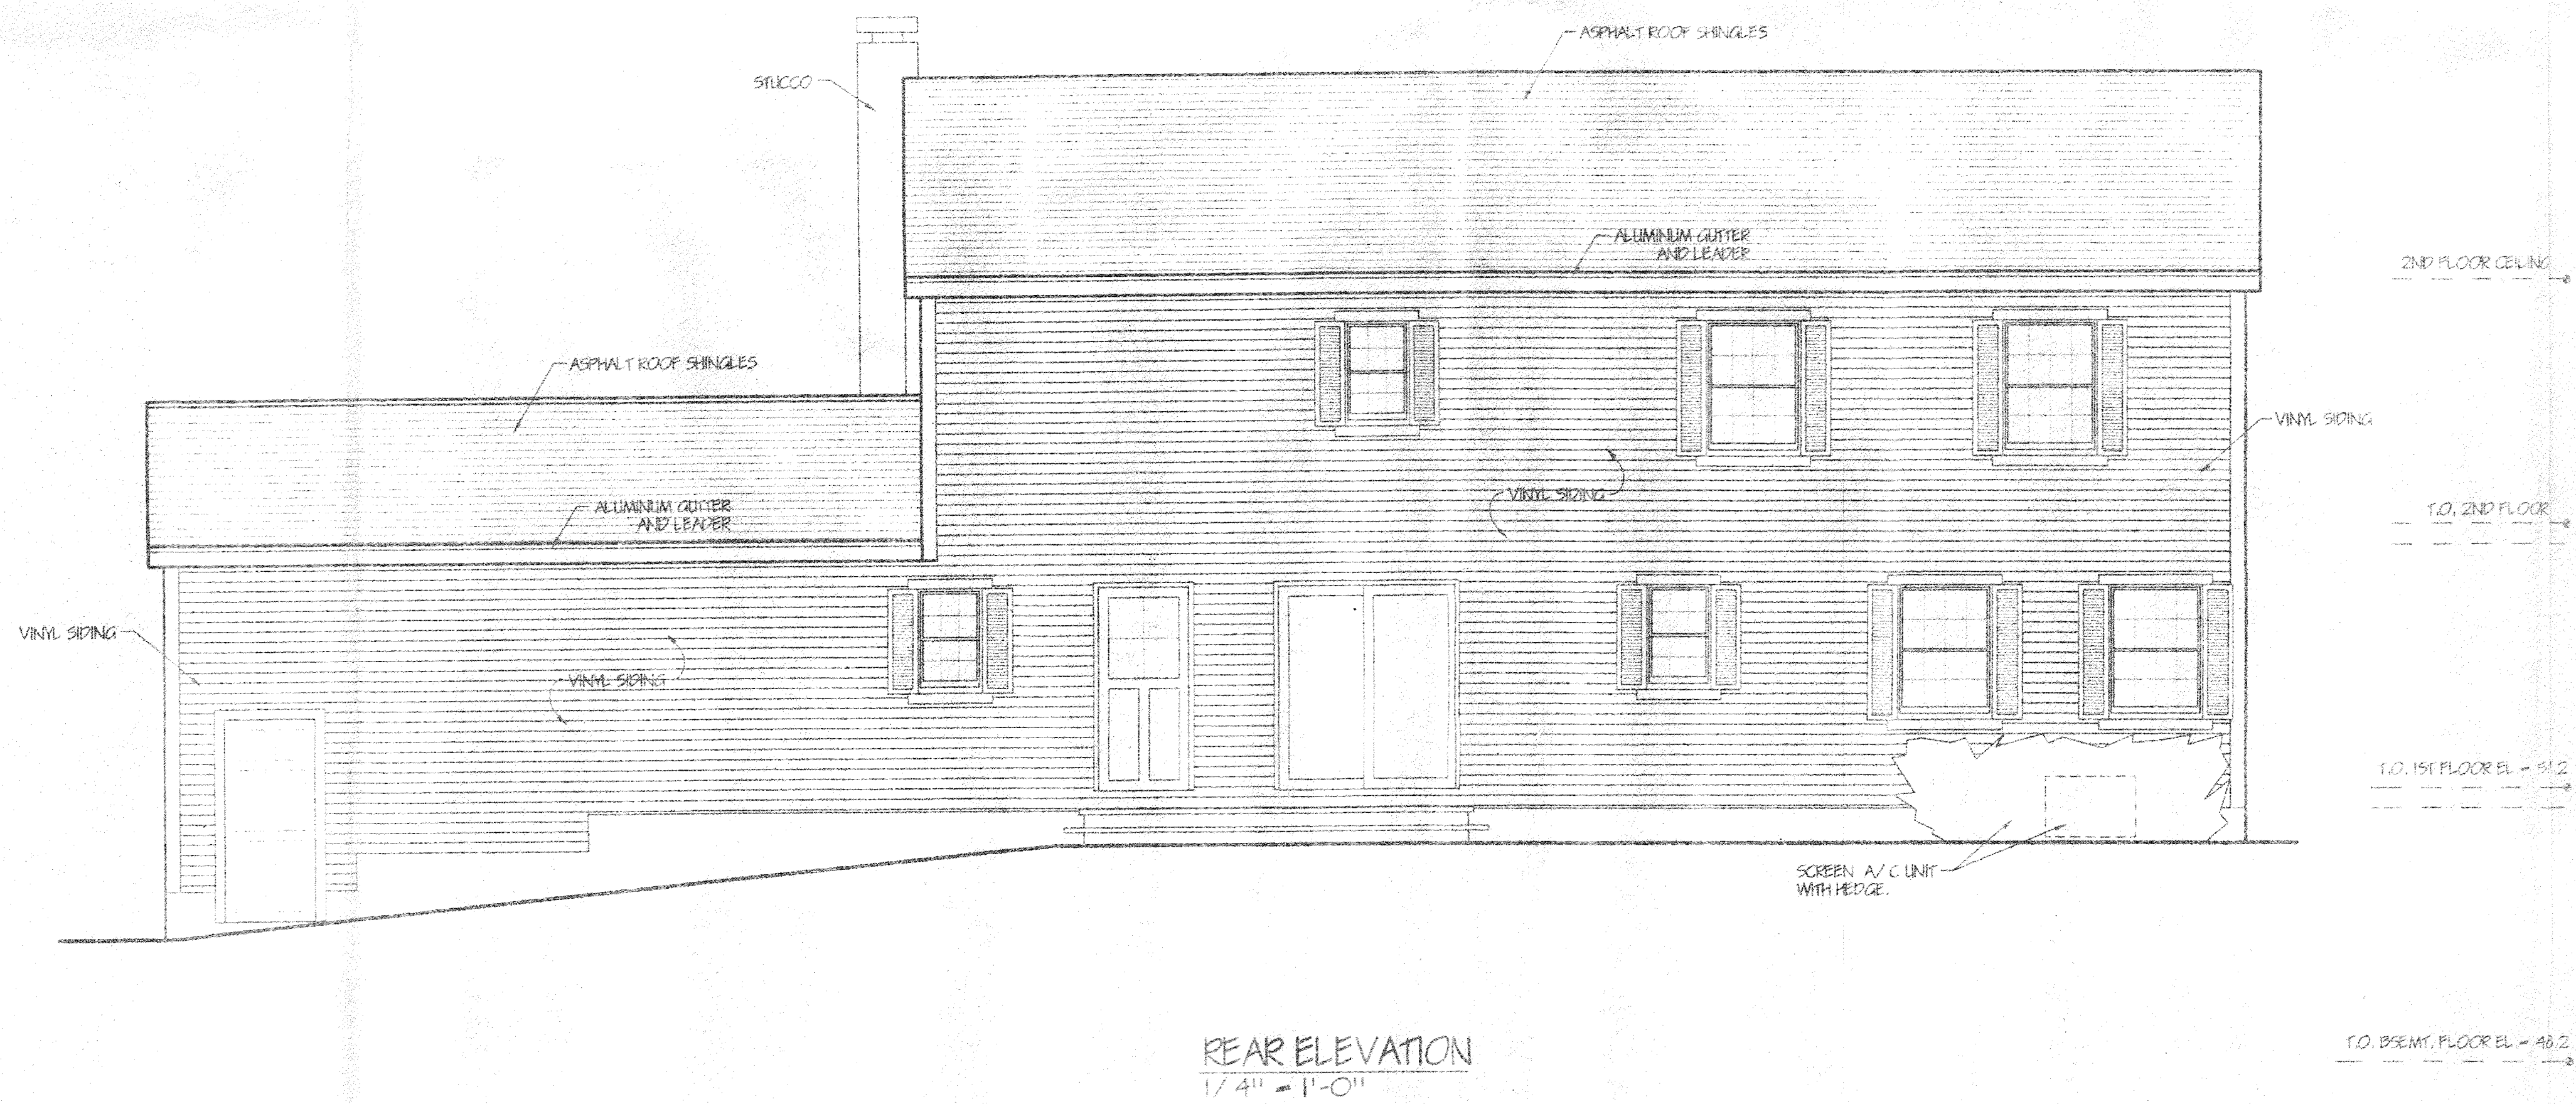 ASPHALT ROOF SHINGLES
STUCCO
ALUMINUM GUTTER
AND LEADER
2ND FLOOR CEILING
ASPHALT ROOF SHINGLES
VINYL SIDING
VINYL SIDING
ALUMINUM GUTTER
AND LEADER
T.O. 2ND FLOOR
VINYL SIDING
VINYL SIDING
T.O. 1ST FLOOR EL. -
SCREEN A/C UNIT
WITH HEDGE.
REAR ELEVATION
1/4" = 1'-0"
T.O. BSEMT. FLOOR EL. - 48.2